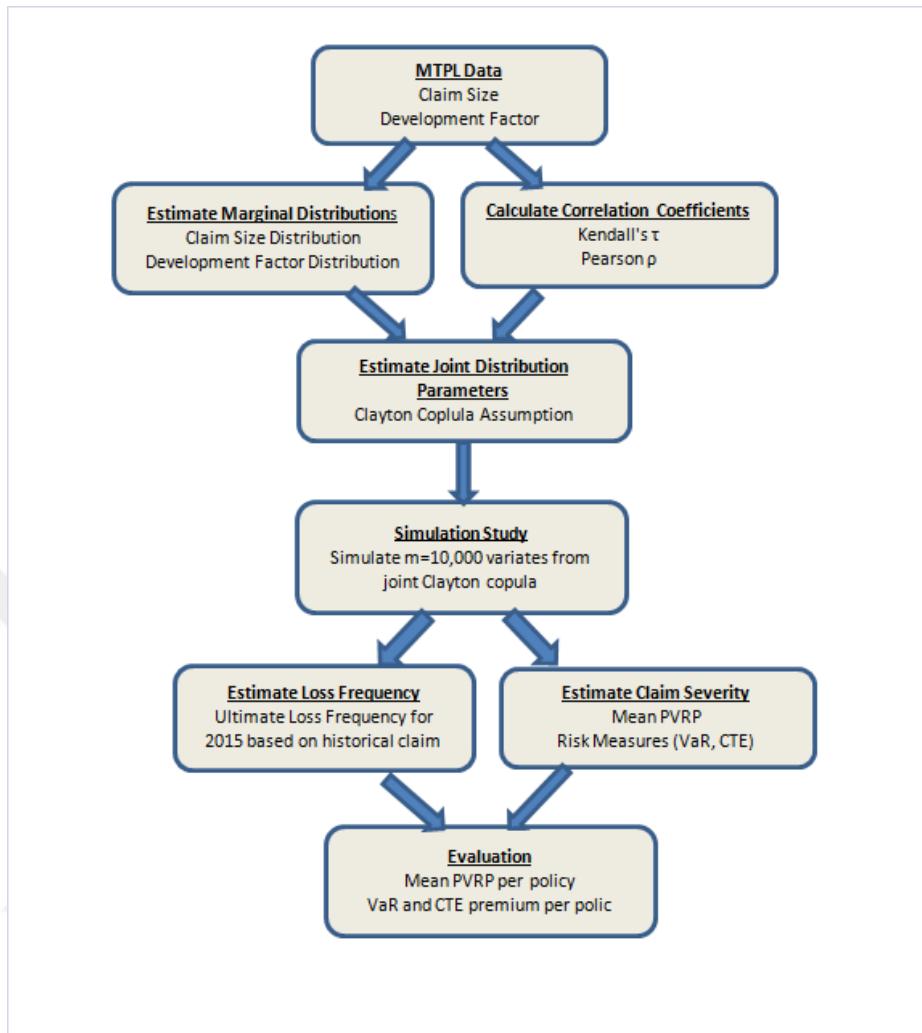 MTPL Data
Claim Size
Development Factor
Estimate Marginal Distributions
Claim Size Distribution
Development Factor Distribution
Calculate Correlation Coefficients
Kendall's τ
Pearson ρ
Estimate Joint Distribution
Parameters
Clayton Coplula Assumption
Simulation Study
Simulate m=10,000 variates from
joint Clayton copula
Estimate Loss Frequency
Ultimate Loss Frequency for
2015 based on historical claim
Estimate Claim Severity
Mean PVRP
Risk Measures (VaR, CTE)
Evaluation
Mean PVRP per policy
VaR and CTE premium per polic